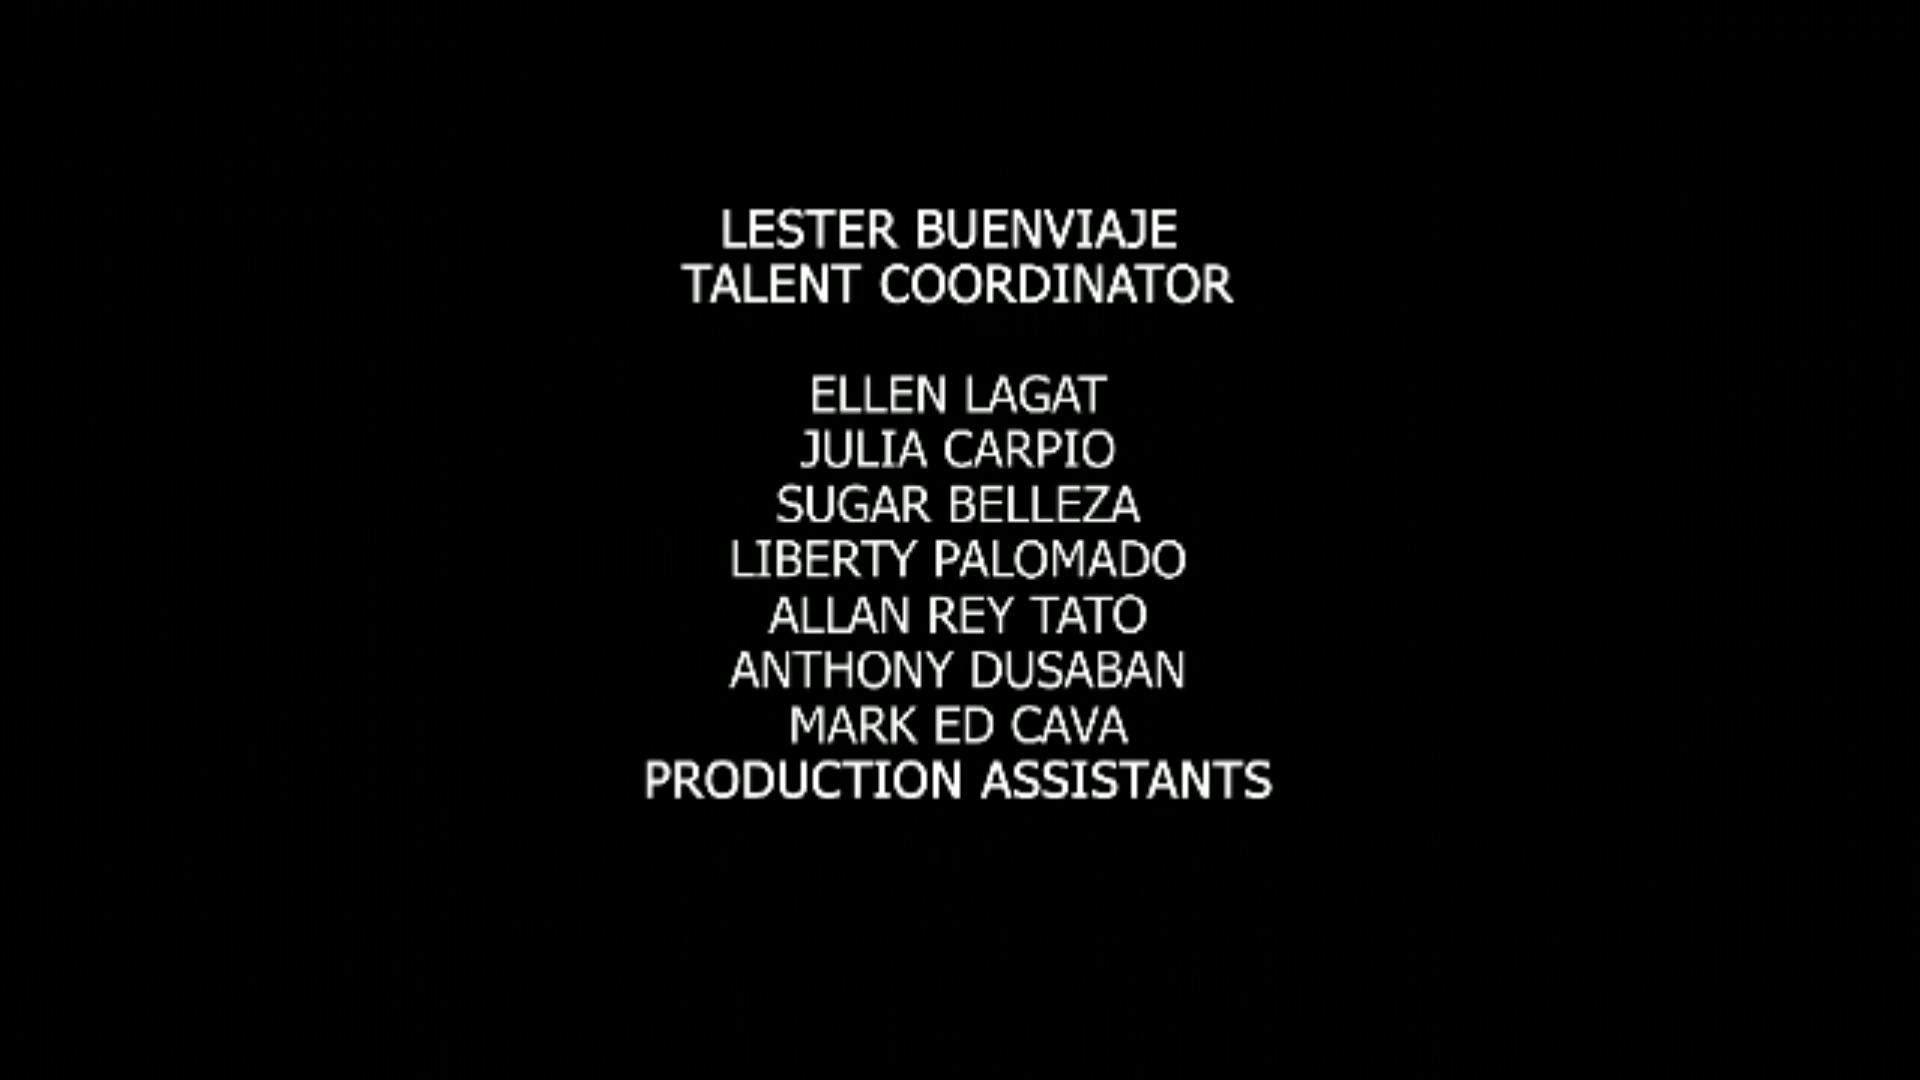 LESTER BUENVIAJE
TALENT COORDINATOR
ELLEN LAGAT
JULIA CARPIO
SUGAR BELLEZA
LIBERTY PALOMADO
ALLAN REY TATO
ANTHONY DUSABAN
MARK ED CAVA
PRODUCTION ASSISTANTS